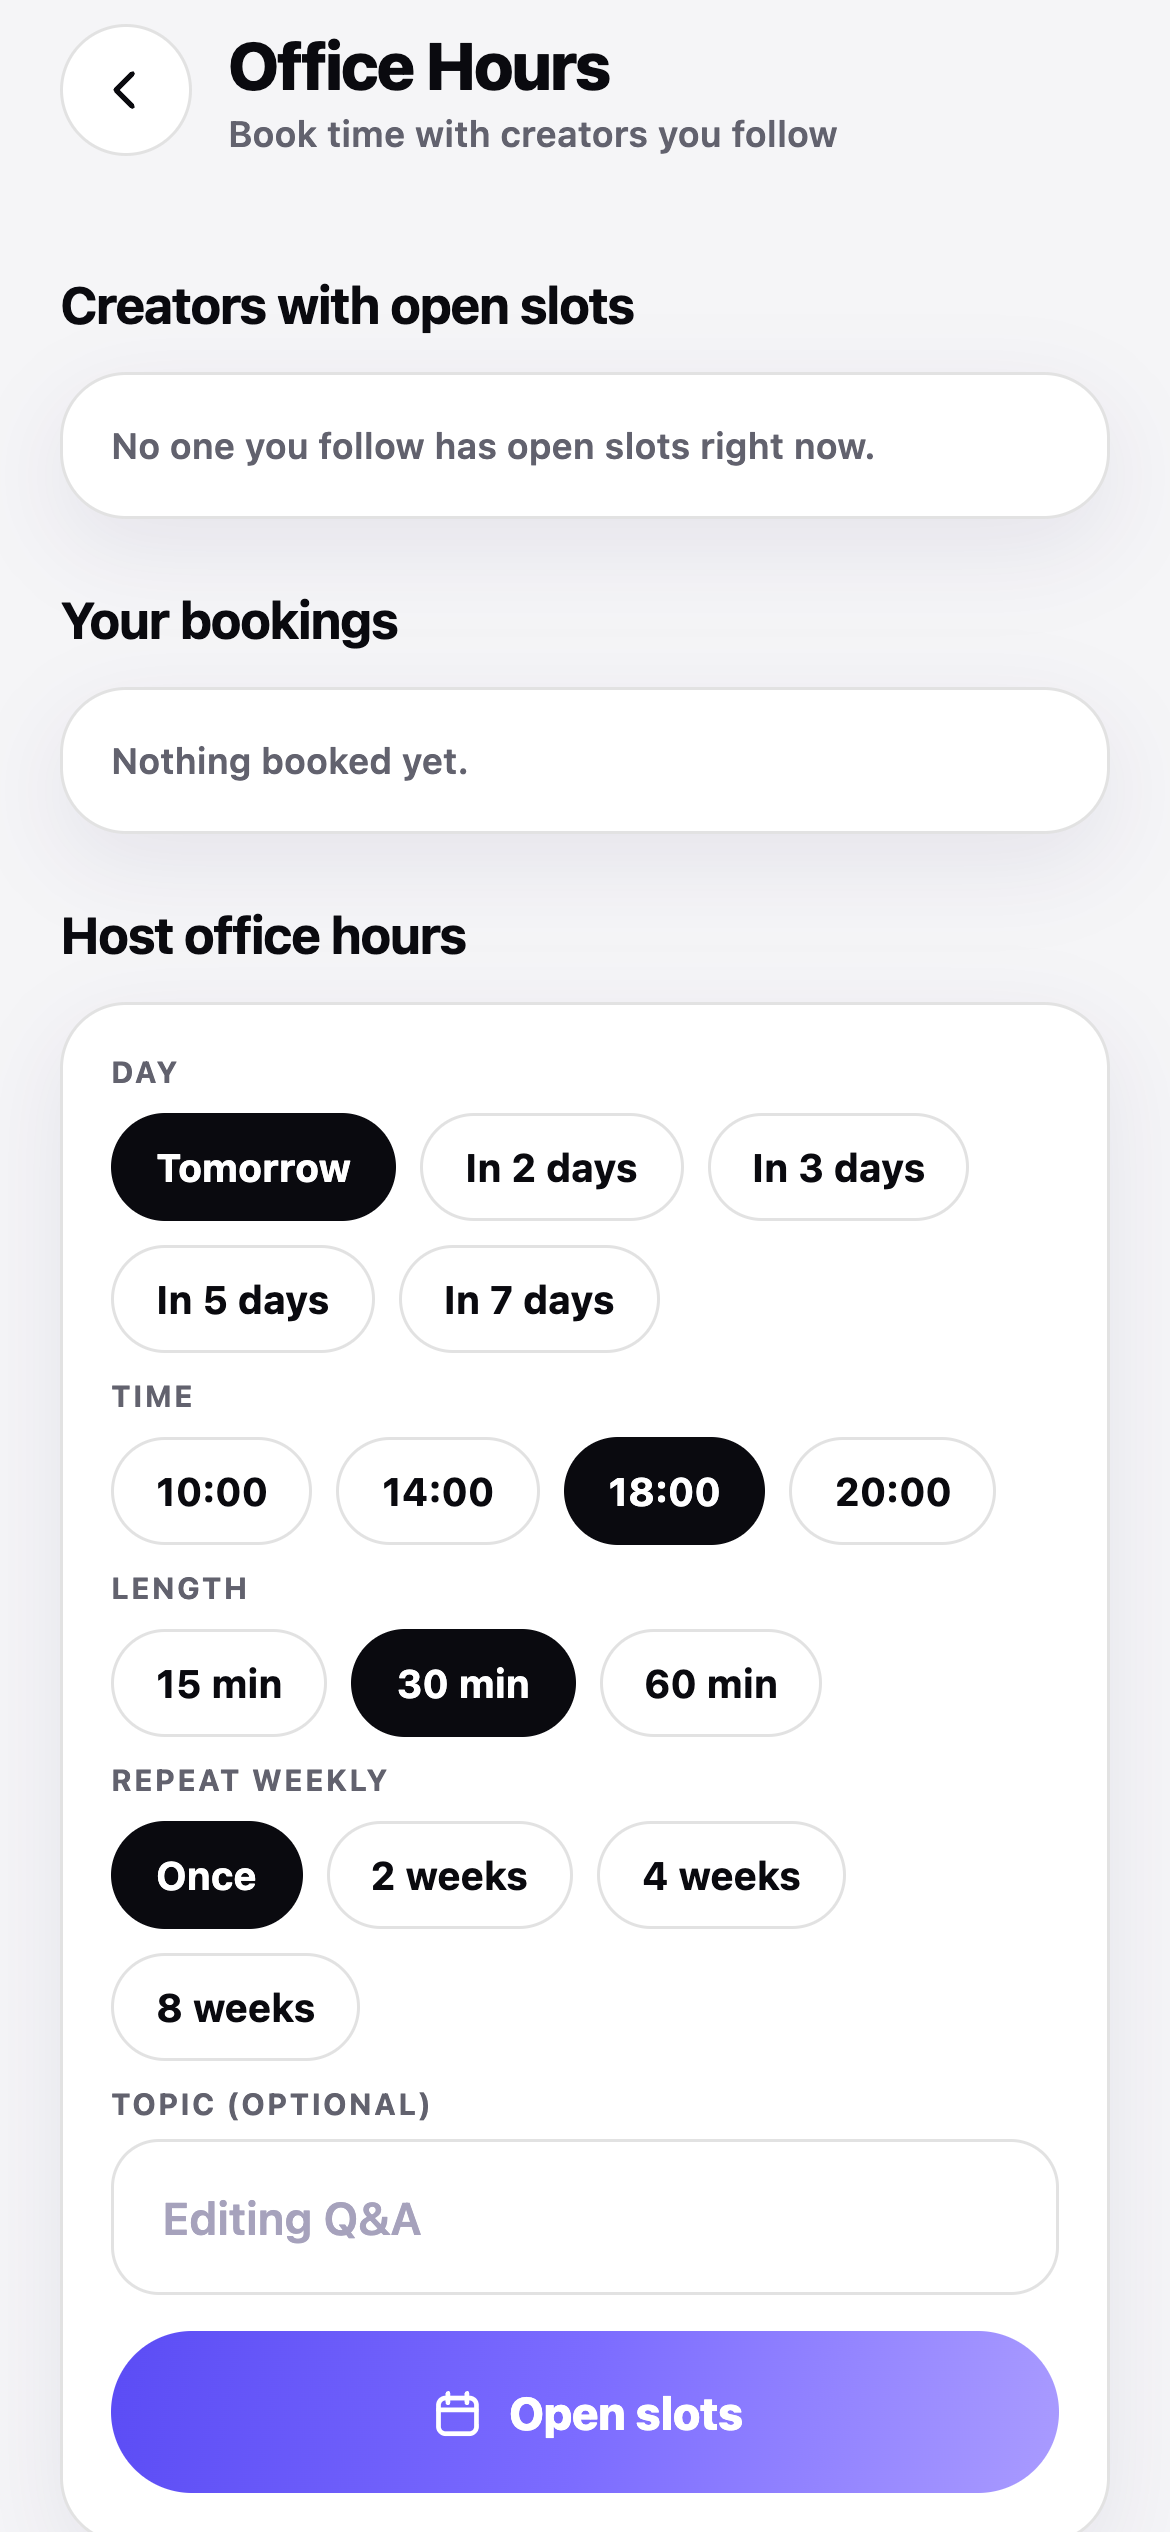 Office Hours
Book time with creators you follow
Creators with open slots
No one you follow has open slots right now.
Your bookings
Nothing booked yet.
Host office hours
DAY
Tomorrow In 2 days In 3 days
In 5 days In 7 days
TIME
10:00 14:00 18:00 20:00
LENGTH
15 min 30 min 60 min
REPEAT WEEKLY
Once 2 weeks 4 weeks
8 weeks
TOPIC (OPTIONAL)
Editing Q&A
Open slots